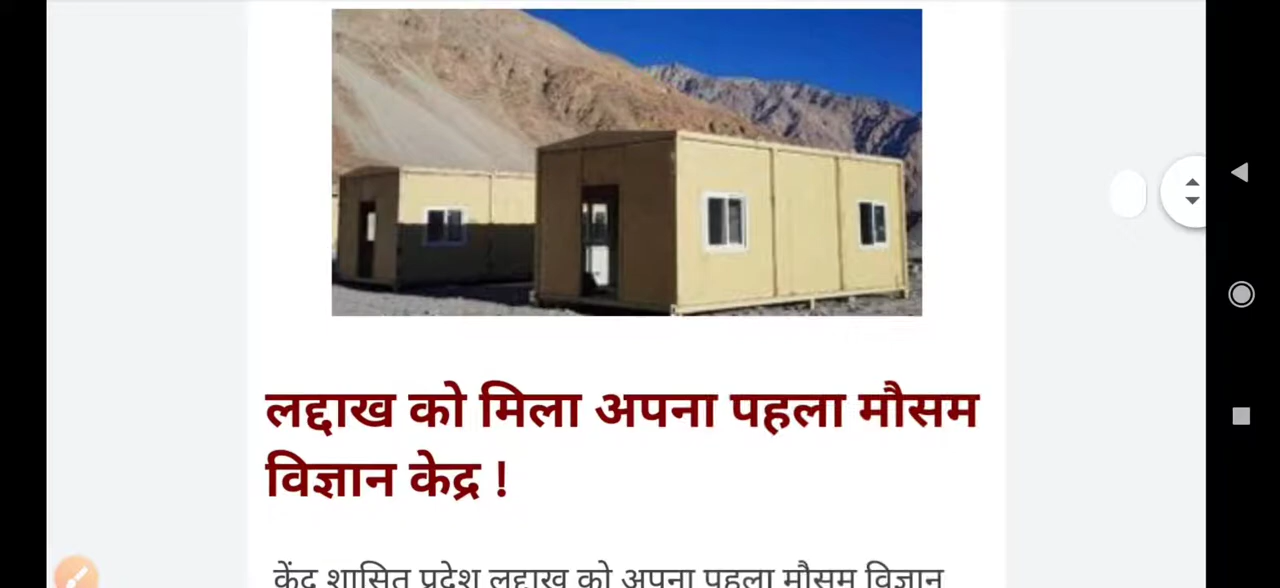 लद्दाख को मिला अपना पहला मौसम
विज्ञान केद्र !
केंद्र शासित प्रदेश लद्दाख को अपना पहला मौसम विज्ञान